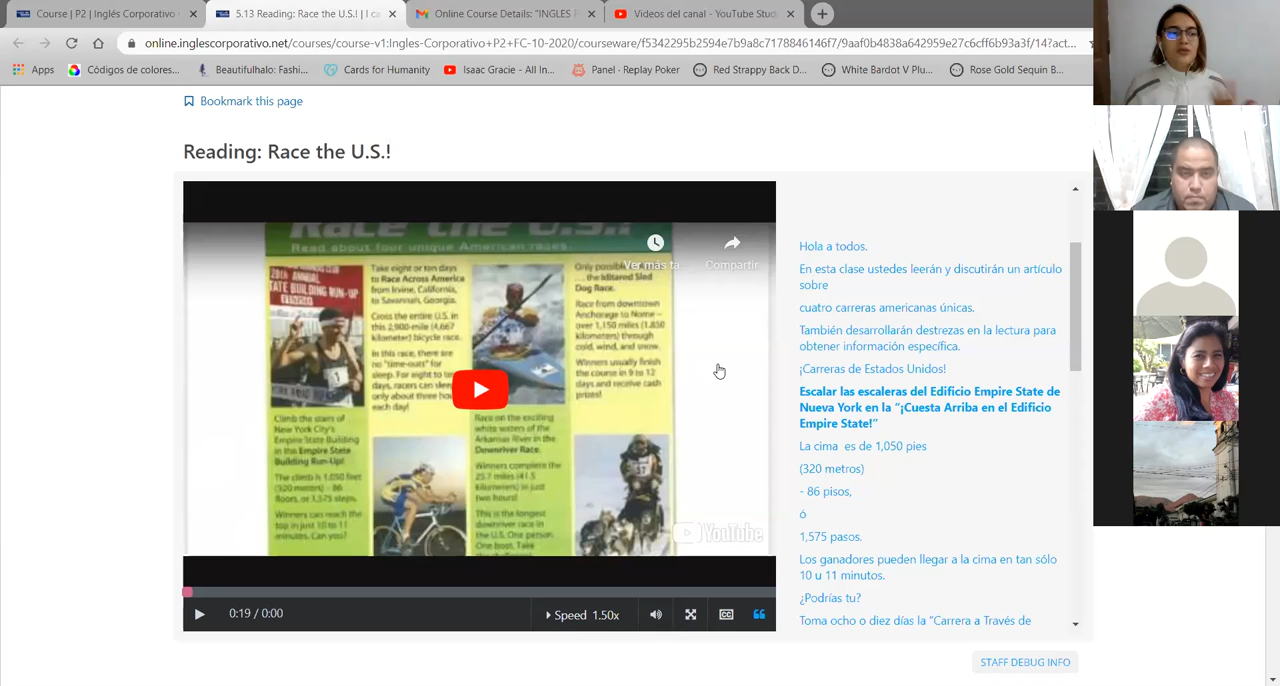 Course | P2 | Inglés Corporativo
5.13 Reading: Race the U.S.! | I ca
Online Course Details: "INGLES P
Videos del canal - YouTube Stud
online.inglescorporativo.net/courses/course-v1:Ingles-Corporativo+P2+FC-10-2020/courseware/f5342295b2594e7b9a8c7178846146f7/9aaf0b4838a642959e27c6cff6b93a3f/14?act...
Apps
Códigos de colores...
Beautifulhalo: Fashi...
Cards for Humanity
Isaac Gracie - All In...
Panel · Replay Poker
Red Strappy Back D...
White Bardot V Plu...
Rose Gold Sequin B...
Bookmark this page
Reading: Race the U.S.!
Race the U.S.!
Read about four unique American races.
Ver más ta...
Compartir
28TH ANNUAL
STATE BUILDING RUN-UP
Climb the stairs of
New York City's
Empire State Building
in the Empire State
Building Run-Up!
The climb is 1,050 feet
(320 meters) – 86
floors, or 1,575 steps.
Winners can reach the
top in just 10 to 11
minutes. Can you?
Take eight or ten days
to Race Across America
from Irvine, California,
to Savannah, Georgia.
Cross the entire U.S. in
this 2,900-mile (4,667
kilometer) bicycle race.
In this race, there are
no "time-outs" for
sleep. For eight to ten
days, racers can sleep
only about three hours
each day!
Race on the exciting
white waters of the
Arkansas River in the
Downriver Race.
Winners complete the
25.7 miles (41.5
kilometers) in just
two hours!
This is the longest
downriver race in
the U.S. One person.
One boat. Take
Only possible
... the Iditarod Sled
Dog Race.
Race from downtown
Anchorage to Nome –
over 1,150 miles (1,850
kilometers) through
cold, wind, and snow.
Winners usually finish
the course in 9 to 12
days and receive cash
prizes!
YouTube
0:19 / 0:00
Speed 1.50x
Hola a todos.
En esta clase ustedes leerán y discutirán un artículo
sobre
cuatro carreras americanas únicas.
También desarrollarán destrezas en la lectura para
obtener información específica.
¡Carreras de Estados Unidos!
Escalar las escaleras del Edificio Empire State de
Nueva York en la "¡Cuesta Arriba en el Edificio
Empire State!"
La cima es de 1,050 pies
(320 metros)
- 86 pisos,
ó
1,575 pasos.
Los ganadores pueden llegar a la cima en tan sólo
10 u 11 minutos.
¿Podrías tu?
Toma ocho o diez días la "Carrera a Través de
STAFF DEBUG INFO